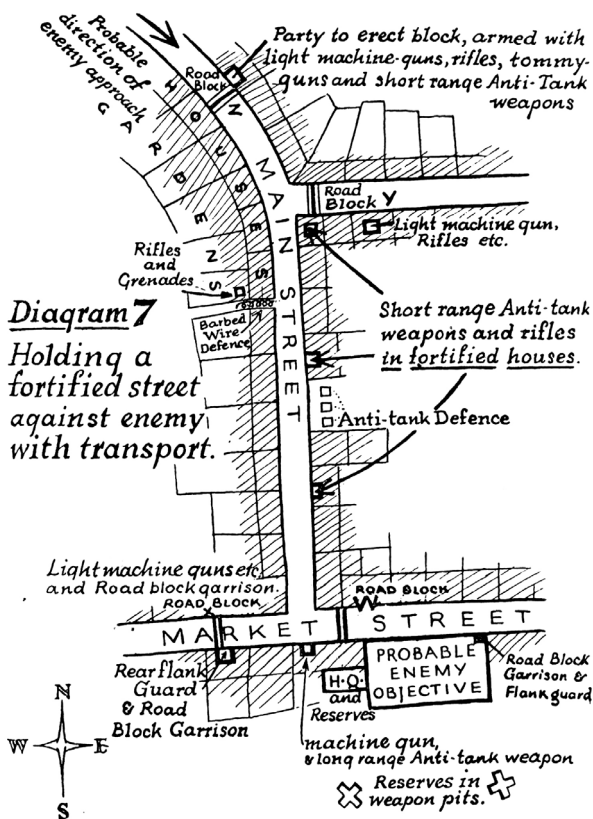 Probable
direction of
enemy approach
Party to erect block, armed with
light machine-guns, rifles, tommy-
guns and short range Anti-Tank
weapons
Road
Block
N
HOUSES
GARDENS
MAIN STREET
Road
Block Y
Light machine gun,
Rifles etc.
Rifles
and
Grenades
Barbed
Wire
Defence
Diagram 7
Holding a
fortified street
against enemy
with transport.
Short range Anti-tank
weapons and rifles
in fortified houses.
Anti-tank Defence
Light machine guns etc.
and Road block garrison.
ROAD BLOCK
X
ROAD BLOCK
W
MARKET STREET
Rear flank
Guard
& Road
Block Garrison
H.Q.
and
Reserves
PROBABLE
ENEMY
OBJECTIVE
Road Block
Garrison &
Flank guard
machine gun,
& long range Anti-tank weapon
Reserves in
weapon pits.
N
W E
S